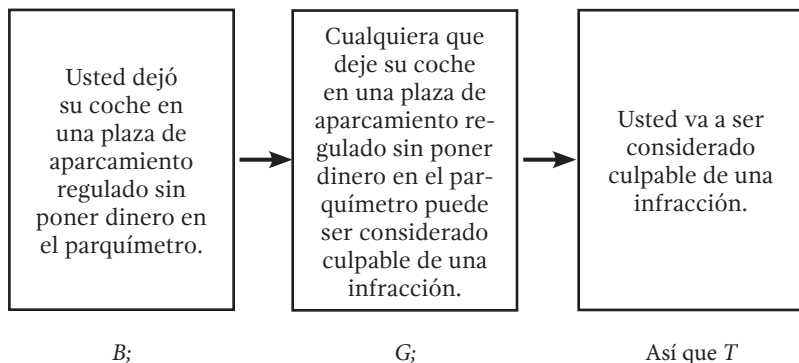 Usted dejó
su coche en
una plaza de
aparcamiento
regulado sin
poner dinero en
el parquímetro.
Cualquiera que
deje su coche
en una plaza de
aparcamiento re-
gulado sin poner
dinero en el par-
químetro puede
ser considerado
culpable de una
infracción.
Usted va a ser
considerado
culpable de una
infracción.
B;
G;
Así que T